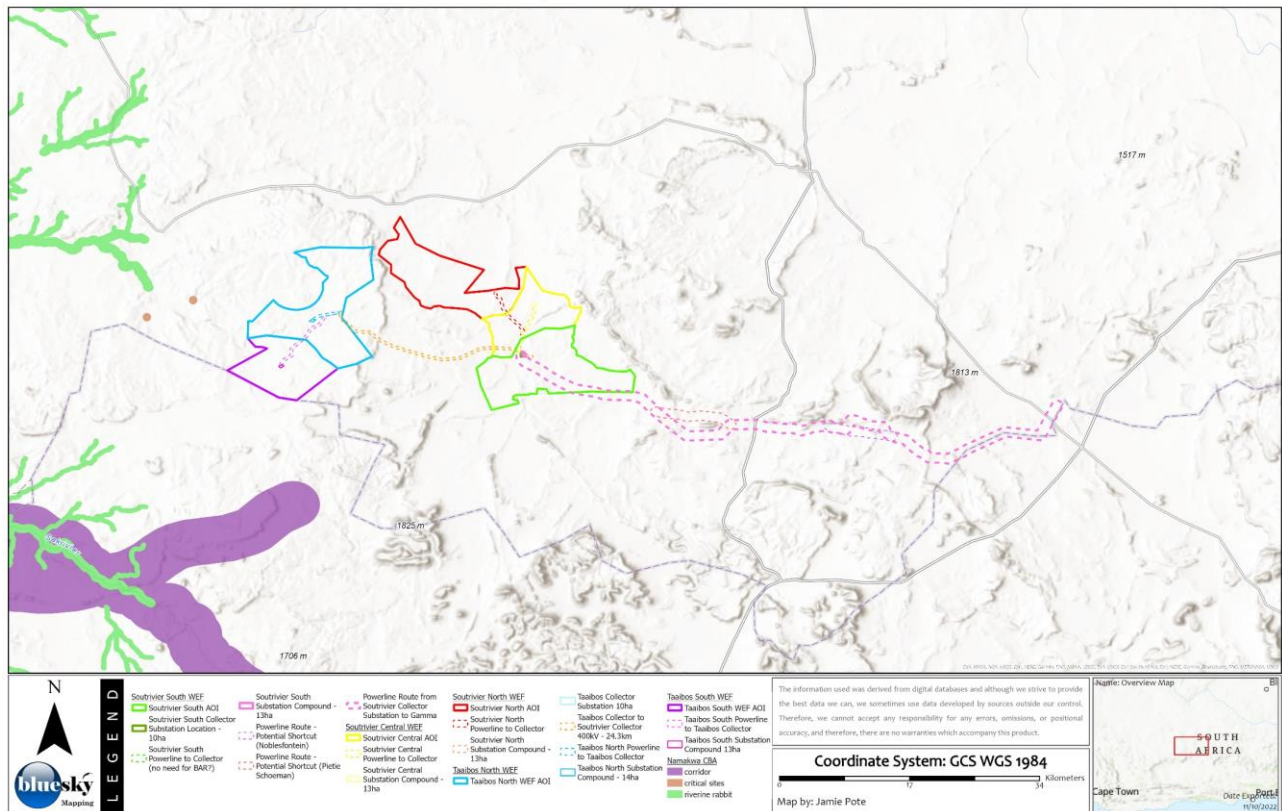 1517 m
1813 m
1825 m
1706 m
N
bluesky
Mapping
LEGEND
Soutrivier South WEF
Soutrivier South AOI
Soutrivier South Collector
Substation Location -
10ha
Soutrivier South
Powerline to Collector
(no need for BAR?)
Soutrivier South
Substation Compound -
13ha
Powerline Route -
Potential Shortcut
(Noblesfontein)
Powerline Route -
Potential Shortcut (Pietie
Schoeman)
Powerline Route from
Soutrivier Collector
Substation to Gamma
Soutrivier Central WEF
Soutrivier Central AOI
Soutrivier Central
Powerline to Collector
Soutrivier Central
Substation Compound -
13ha
Soutrivier North WEF
Soutrivier North AOI
Soutrivier North
Powerline to Collector
Soutrivier North
Substation Compound -
13ha
Taaibos North WEF
Taaibos North WEF AOI
Taaibos Collector
Substation 10ha
Taaibos Collector to
Soutrivier Collector
400kV - 24.3km
Taaibos North Powerline
to Taaibos Collector
Taaibos North Substation
Compound - 14ha
Taaibos South WEF
Taaibos South WEF AOI
Taaibos South Powerline
to Taaibos Collector
Taaibos South Substation
Compound 13ha
Namakwa CBA
corridor
critical sites
riverine rabbit
The information used was derived from digital databases and although we strive to provide
the best data we can, we sometimes use data developed by sources outside our control.
Therefore, we cannot accept any responsibility for any errors, omissions, or positional
accuracy, and therefore, there are no warranties which accompany this product.
Coordinate System: GCS WGS 1984
Kilometers
0 17 34
Map by: Jamie Pote
Name: Overview Map
Bl
SOUTH
AFRICA
Cape Town
Port
Date Exported:
11/10/2022